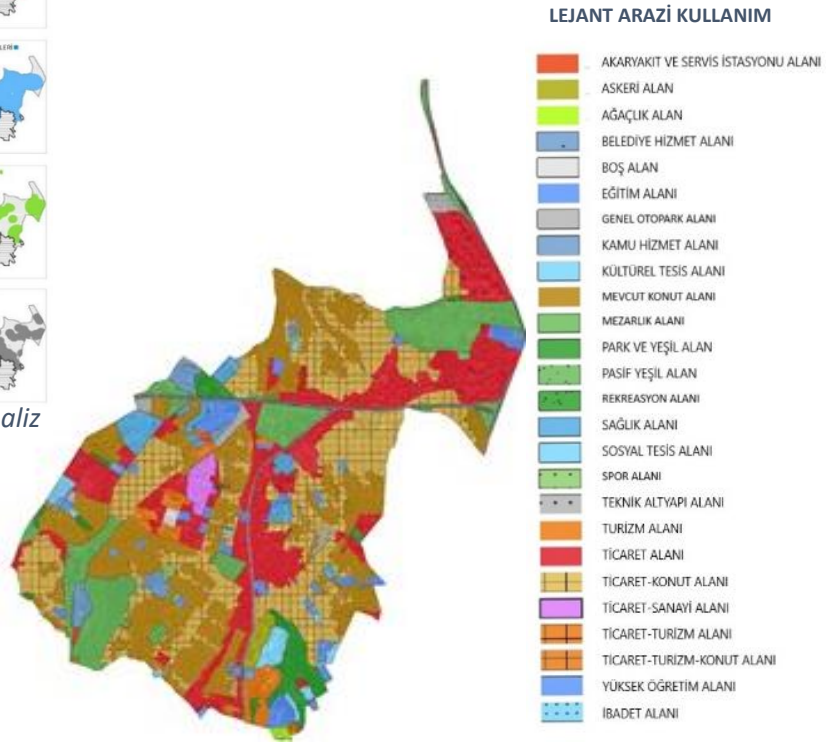 LEJANT ARAZİ KULLANIM
LERİ
AKARYAKIT VE SERVİS İSTASYONU ALANI
ASKERİ ALAN
AĞAÇLIK ALAN
BELEDİYE HİZMET ALANI
BOŞ ALAN
EĞİTİM ALANI
GENEL OTOPARK ALANI
KAMU HİZMET ALANI
KÜLTÜREL TESİS ALANI
MEVCUT KONUT ALANI
MEZARLIK ALANI
PARK VE YEŞİL ALAN
PASİF YEŞİL ALAN
REKREASYON ALANI
SAĞLIK ALANI
SOSYAL TESİS ALANI
SPOR ALANI
TEKNİK ALTYAPI ALANI
TURİZM ALANI
TİCARET ALANI
TİCARET-KONUT ALANI
TİCARET-SANAYİ ALANI
TİCARET-TURİZM ALANI
TİCARET-TURİZM-KONUT ALANI
YÜKSEK ÖĞRETİM ALANI
İBADET ALANI
aliz